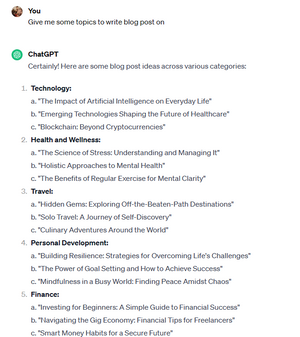 You
Give me some topics to write blog post on
ChatGPT
Certainly! Here are some blog post ideas across various categories:
1. Technology:
a. "The Impact of Artificial Intelligence on Everyday Life"
b. "Emerging Technologies Shaping the Future of Healthcare"
c. "Blockchain: Beyond Cryptocurrencies"
2. Health and Wellness:
a. "The Science of Stress: Understanding and Managing It"
b. "Holistic Approaches to Mental Health"
c. "The Benefits of Regular Exercise for Mental Clarity"
3. Travel:
a. "Hidden Gems: Exploring Off-the-Beaten-Path Destinations"
b. "Solo Travel: A Journey of Self-Discovery"
c. "Culinary Adventures Around the World"
4. Personal Development:
a. "Building Resilience: Strategies for Overcoming Life's Challenges"
b. "The Power of Goal Setting and How to Achieve Success"
c. "Mindfulness in a Busy World: Finding Peace Amidst Chaos"
5. Finance:
a. "Investing for Beginners: A Simple Guide to Financial Success"
b. "Navigating the Gig Economy: Financial Tips for Freelancers"
c. "Smart Money Habits for a Secure Future"